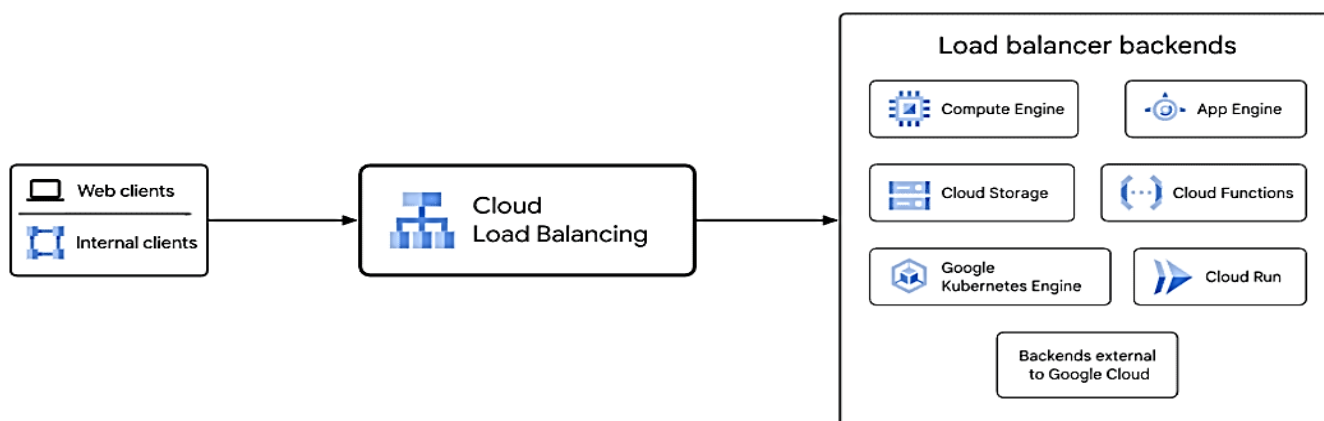 Web clients
Internal clients
Cloud
Load Balancing
Load balancer backends
Compute Engine
App Engine
Cloud Storage
Cloud Functions
Google
Kubernetes Engine
Cloud Run
Backends external
to Google Cloud